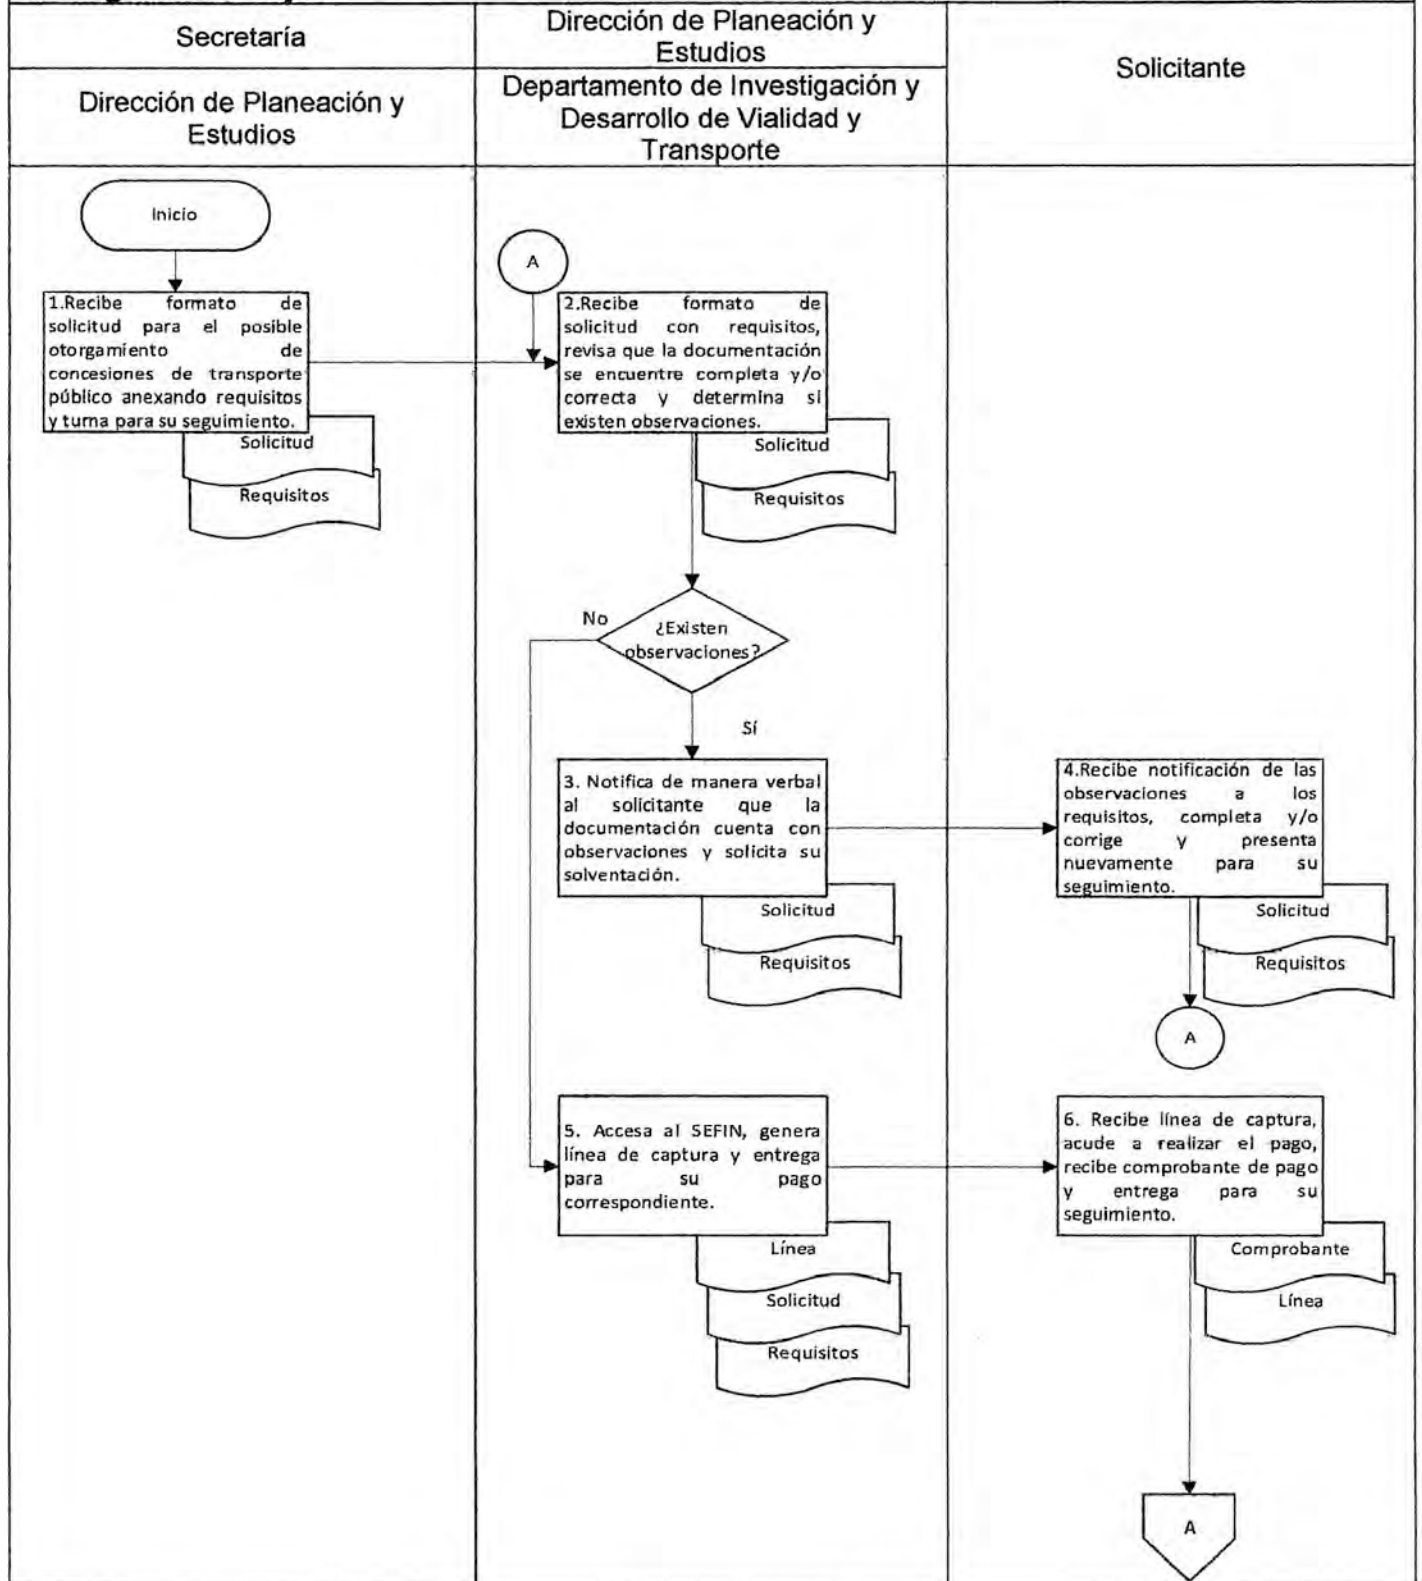 Secretaría
Dirección de Planeación y
Estudios
Dirección de Planeación y
Estudios
Departamento de Investigación y
Desarrollo de Vialidad y
Transporte
Solicitante
Inicio
1.Recibe formato de
solicitud para el posible
otorgamiento de
concesiones de transporte
público anexando requisitos
y turna para su seguimiento.
Solicitud
Requisitos
A
2.Recibe formato de
solicitud con requisitos,
revisa que la documentación
se encuentre completa y/o
correcta y determina si
existen observaciones.
Solicitud
Requisitos
No
¿Existen
observaciones?
Sí
3. Notifica de manera verbal
al solicitante que la
documentación cuenta con
observaciones y solicita su
solventación.
Solicitud
Requisitos
4.Recibe notificación de las
observaciones a los
requisitos, completa y/o
corrige y presenta
nuevamente para su
seguimiento.
Solicitud
Requisitos
A
5. Accesa al SEFIN, genera
línea de captura y entrega
para su pago
correspondiente.
Línea
Solicitud
Requisitos
6. Recibe línea de captura,
acude a realizar el pago,
recibe comprobante de pago
y entrega para su
seguimiento.
Comprobante
Línea
A